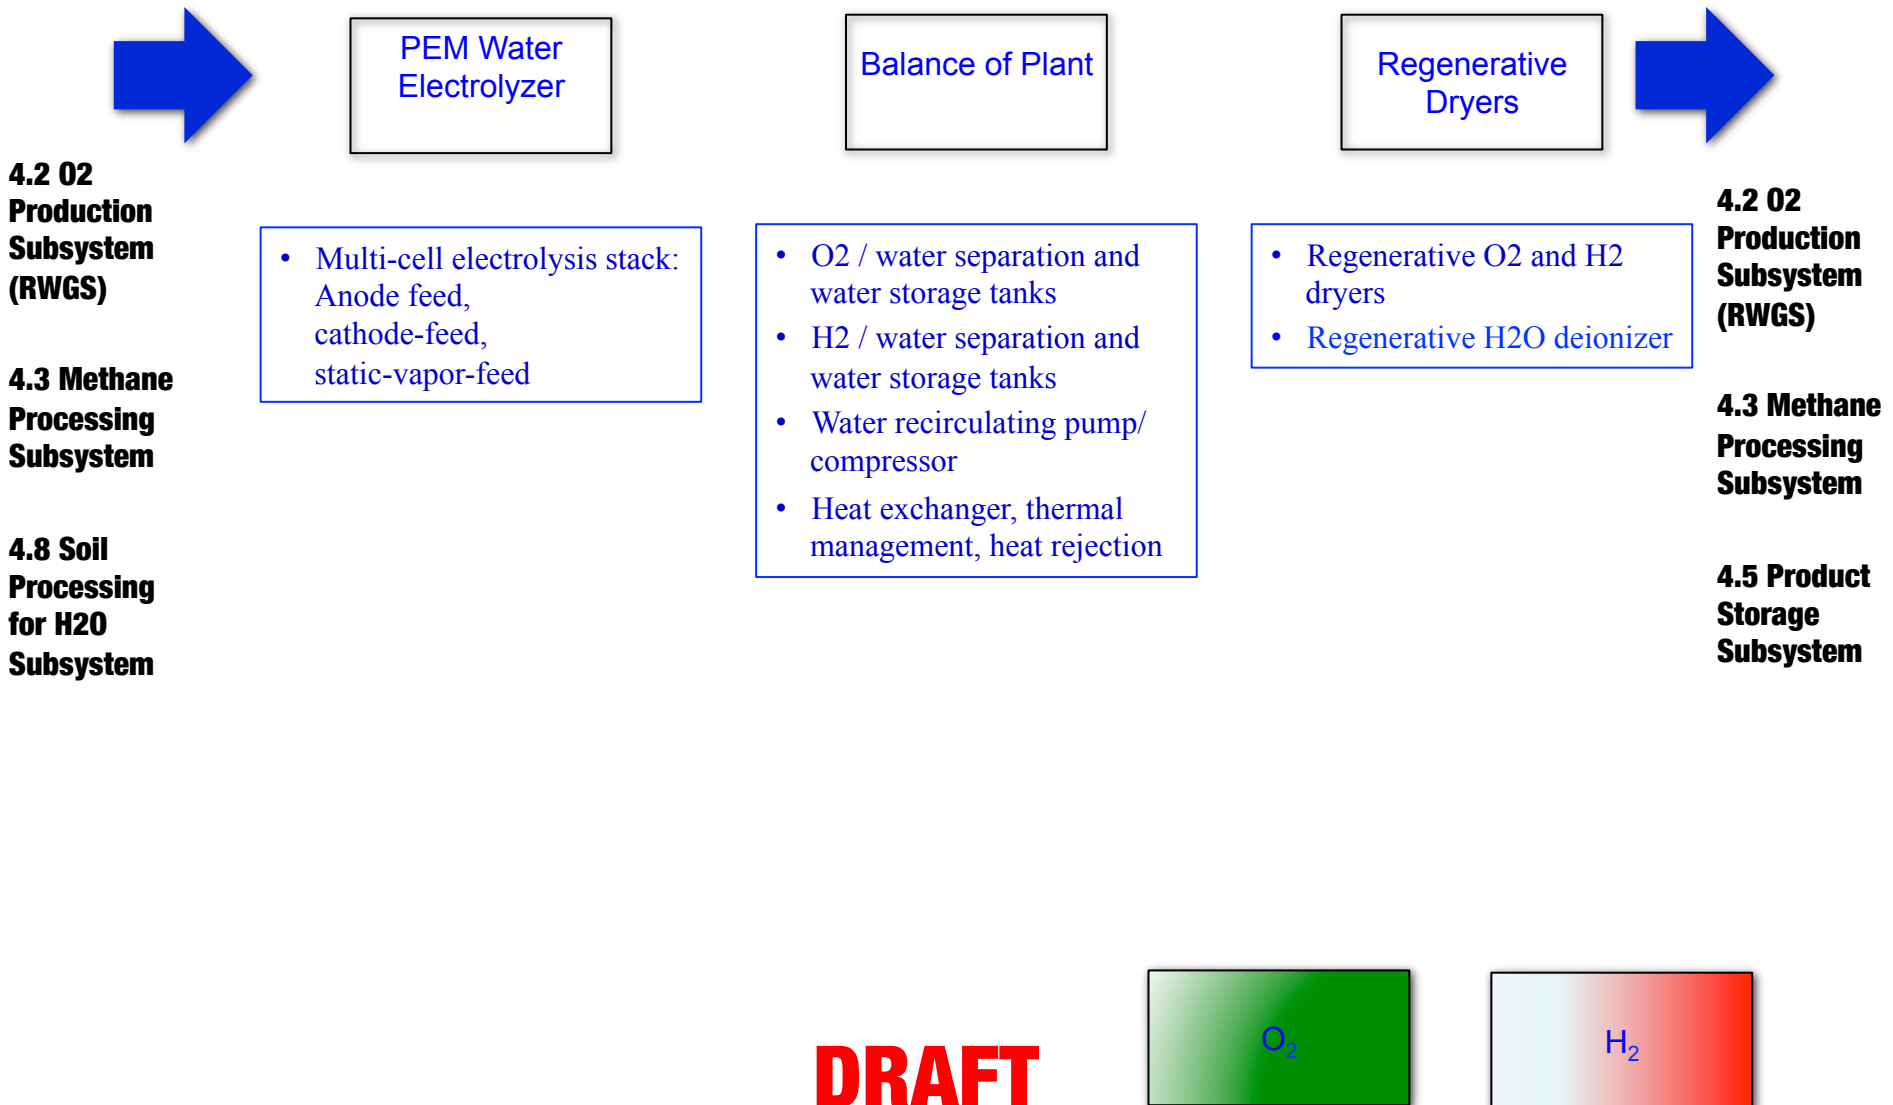 PEM Water
Electrolyzer
Balance of Plant
Regenerative
Dryers
4.2 O2
Production
Subsystem
(RWGS)
4.3 Methane
Processing
Subsystem
4.8 Soil
Processing
for H2O
Subsystem
• Multi-cell electrolysis stack:
Anode feed,
cathode-feed,
static-vapor-feed
• O2 / water separation and
water storage tanks
• H2 / water separation and
water storage tanks
• Water recirculating pump/
compressor
• Heat exchanger, thermal
management, heat rejection
• Regenerative O2 and H2
dryers
• Regenerative H2O deionizer
4.2 O2
Production
Subsystem
(RWGS)
4.3 Methane
Processing
Subsystem
4.5 Product
Storage
Subsystem
DRAFT
O₂
H₂